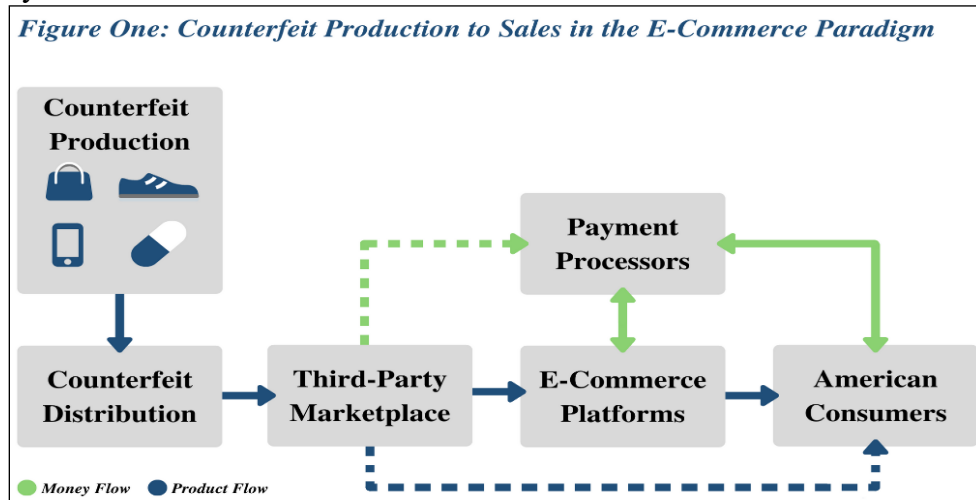 Figure One: Counterfeit Production to Sales in the E-Commerce Paradigm
Counterfeit
Production
Payment
Processors
Counterfeit
Distribution
Third-Party
Marketplace
E-Commerce
Platforms
American
Consumers
Money Flow
Product Flow